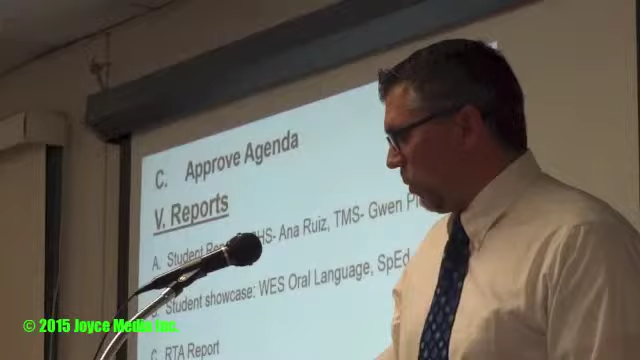 C. Approve Agenda
V. Reports
A. Student HS- Ana Ruiz, TMS- Gwen
Student showcase: WES Oral Language, SpEd
C. RTA Report
© 2015 Joyce Media Inc.